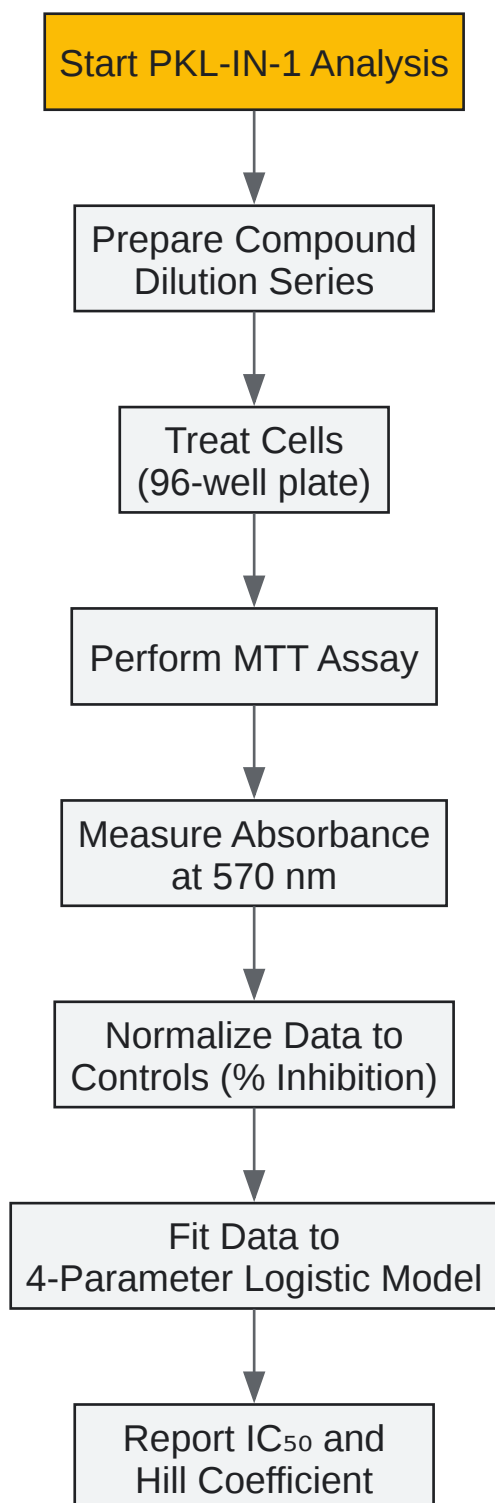 Start PKL-IN-1 Analysis
Prepare Compound
Dilution Series
Treat Cells
(96-well plate)
Perform MTT Assay
Measure Absorbance
at 570 nm
Normalize Data to
Controls (% Inhibition)
Fit Data to
4-Parameter Logistic Model
Report IC₅₀ and
Hill Coefficient